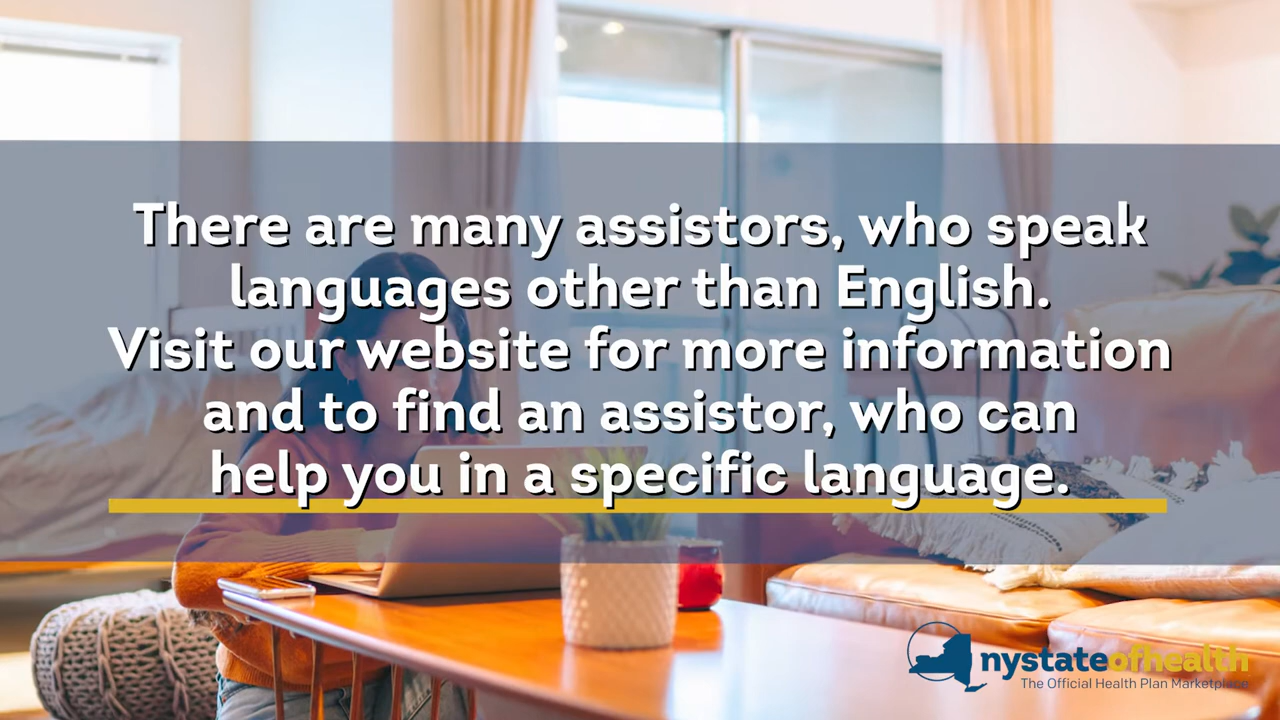 There are many assistors, who speak
languages other than English.
Visit our website for more information
and to find an assistor, who can
help you in a specific language.
nystateofhealth
The Official Health Plan Marketplace